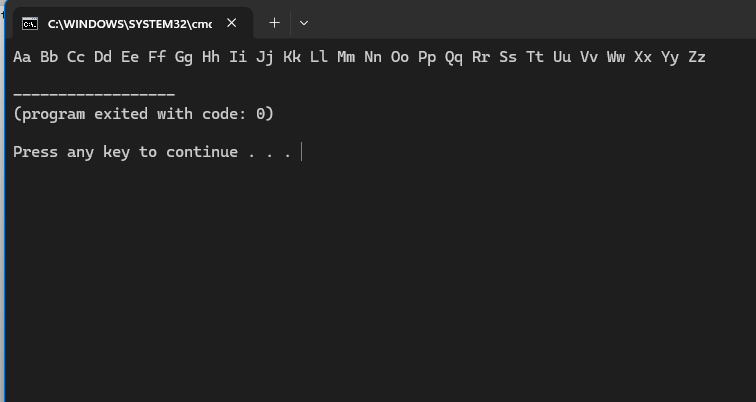 C:\WINDOWS\SYSTEM32\cmc
Aa Bb Cc Dd Ee Ff Gg Hh Ii Jj Kk Ll Mm Nn Oo Pp Qq Rr Ss Tt Uu Vv Ww Xx Yy Zz
------------------
(program exited with code: 0)
Press any key to continue . . .